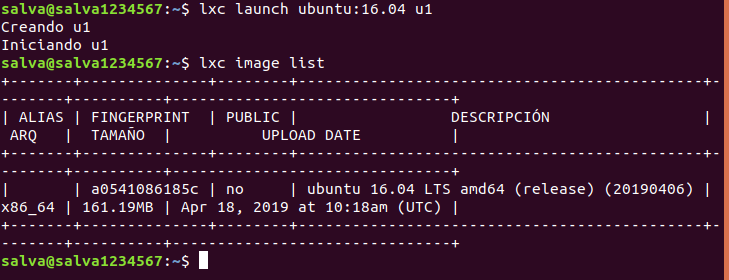 salva@salva1234567:~$ lxc launch ubuntu:16.04 u1
Creando u1
Iniciando u1
salva@salva1234567:~$ lxc image list
+-------+--------------+--------+---------------------------------------------+-
--------+----------+-------------------------------+
| ALIAS | FINGERPRINT  | PUBLIC |                 DESCRIPCIÓN                 |
 ARQ   |  TAMAÑO  |         UPLOAD DATE          |
+-------+--------------+--------+---------------------------------------------+-
--------+----------+-------------------------------+
|       | a0541086185c | no     | ubuntu 16.04 LTS amd64 (release) (20190406) |
x86_64 | 161.19MB | Apr 18, 2019 at 10:18am (UTC) |
+-------+--------------+--------+---------------------------------------------+-
--------+----------+-------------------------------+
salva@salva1234567:~$